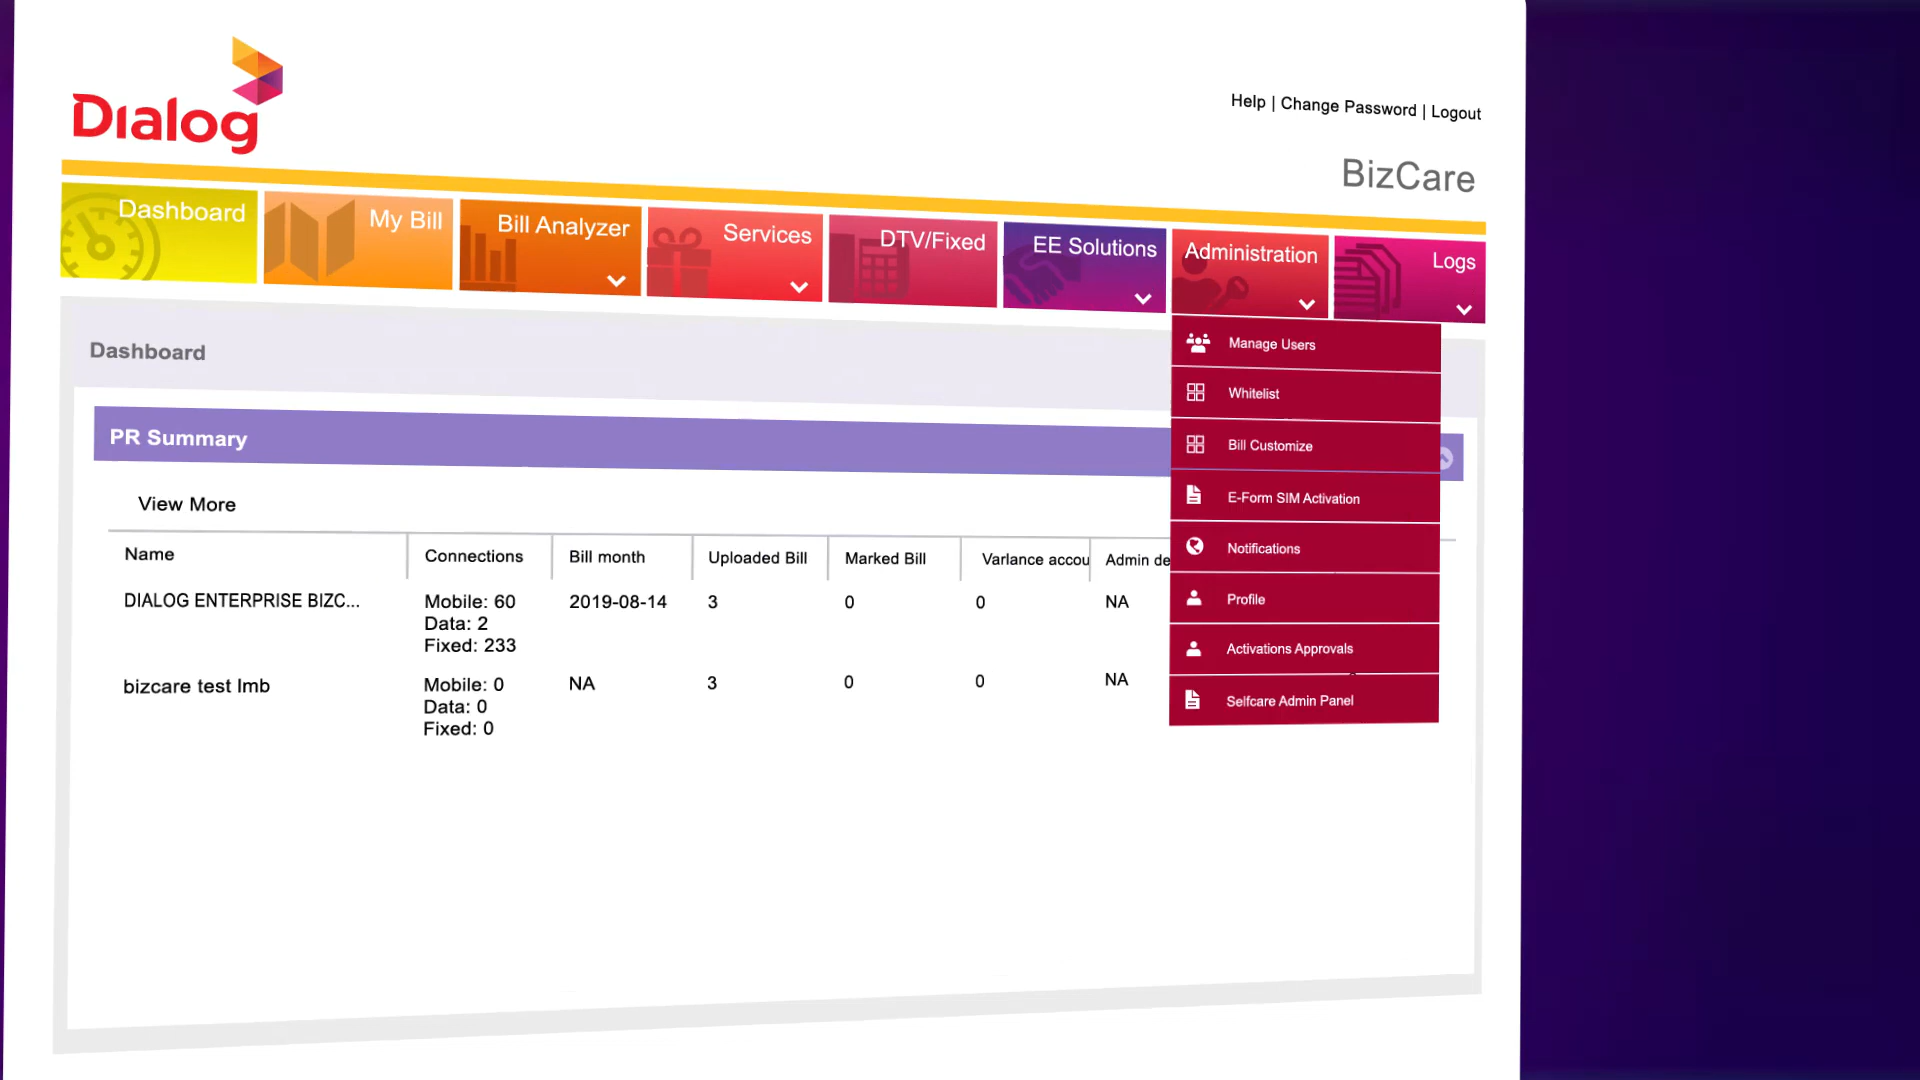 Dialog
Help | Change Password | Logout
BizCare
Dashboard
My Bill
Bill Analyzer
Services
DTV/Fixed
EE Solutions
Administration
Logs
Manage Users
Whitelist
Bill Customize
E-Form SIM Activation
Notifications
Profile
Activations Approvals
Selfcare Admin Panel
Dashboard
PR Summary
View More
Name Connections Bill month Uploaded Bill Marked Bill Varlance accou Admin de
DIALOG ENTERPRISE BIZC... Mobile: 60 2019-08-14 3 0 0 NA
Data: 2
Fixed: 233
bizcare test Imb Mobile: 0 NA 3 0 0 NA
Data: 0
Fixed: 0